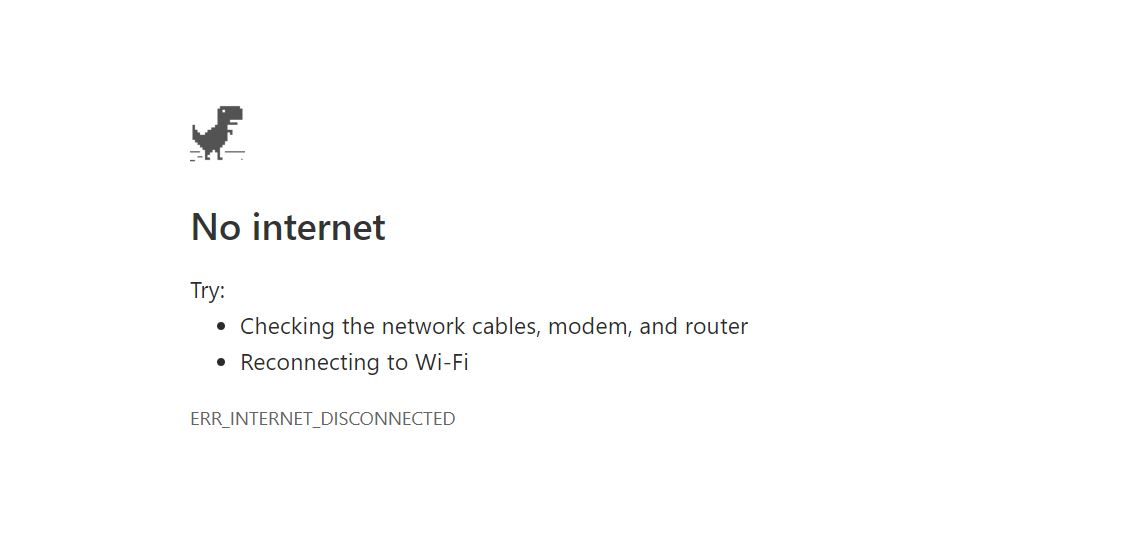 No internet
Try:
Checking the network cables, modem, and router
Reconnecting to Wi-Fi
ERR_INTERNET_DISCONNECTED